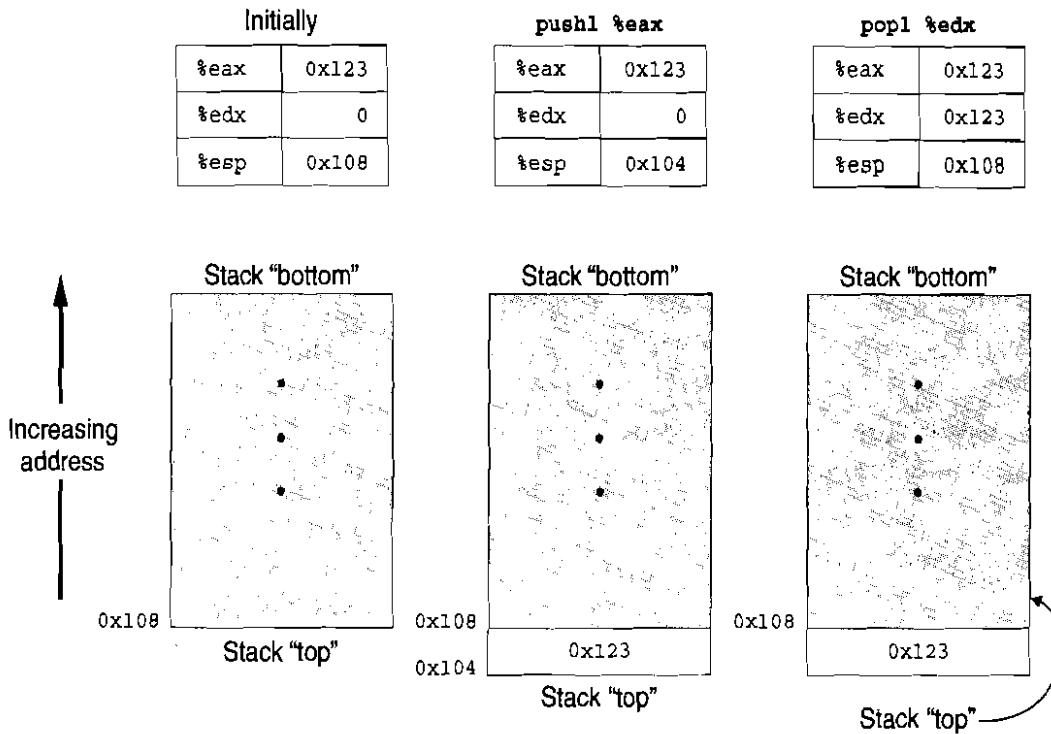 Initially
%eax 0x123
%edx 0
%esp 0x108
pushl %eax
%eax 0x123
%edx 0
%esp 0x104
popl %edx
%eax 0x123
%edx 0x123
%esp 0x108
Increasing
address
Stack “bottom”
0x108
Stack “top”
Stack “bottom”
0x108
0x123
0x104
Stack “top”
Stack “bottom”
0x108
0x123
Stack “top”